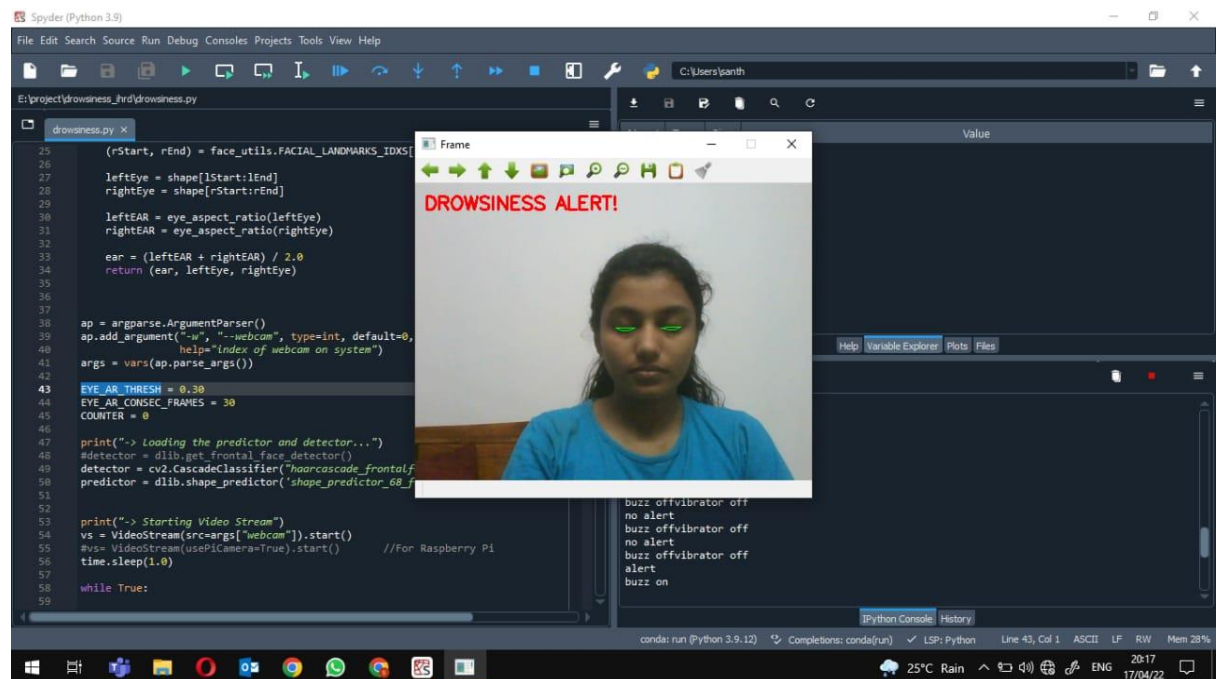 Spyder (Python 3.9)
File Edit Search Source Run Debug Consoles Projects Tools View Help
C:\Users\santh
E:\project\drowsiness_ihrd\drowsiness.py
drowsiness.py
25 (rStart, rEnd) = face_utils.FACIAL_LANDMARKS_IDXS[
26
27 leftEye = shape[lStart:lEnd]
28 rightEye = shape[rStart:rEnd]
29
30 leftEAR = eye_aspect_ratio(leftEye)
31 rightEAR = eye_aspect_ratio(rightEye)
32
33 ear = (leftEAR + rightEAR) / 2.0
34 return (ear, leftEye, rightEye)
35
36
37
38 ap = argparse.ArgumentParser()
39 ap.add_argument("-w", "--webcam", type=int, default=0,
40 help="index of webcam on system")
41 args = vars(ap.parse_args())
42
43 EYE_AR_THRESH = 0.30
44 EYE_AR_CONSEC_FRAMES = 30
45 COUNTER = 0
46
47 print("-> Loading the predictor and detector...")
48 #detector = dlib.get_frontal_face_detector()
49 detector = cv2.CascadeClassifier("haarcascade_frontalf
50 predictor = dlib.shape_predictor('shape_predictor_68_f
51
52
53 print("-> Starting Video Stream")
54 vs = VideoStream(src=args["webcam"]).start()
55 #vs= VideoStream(usePiCamera=True).start() //For Raspberry Pi
56 time.sleep(1.0)
57
58 while True:
59
Frame
DROWSINESS ALERT!
Value
Help Variable Explorer Plots Files
buzz offvibrator off
no alert
buzz offvibrator off
no alert
buzz offvibrator off
alert
buzz on
IPython Console History
conda: run (Python 3.9.12) Completions: conda(run) LSP: Python Line 43, Col 1 ASCII LF RW Mem 28%
25°C Rain ENG 20:17
17/04/22